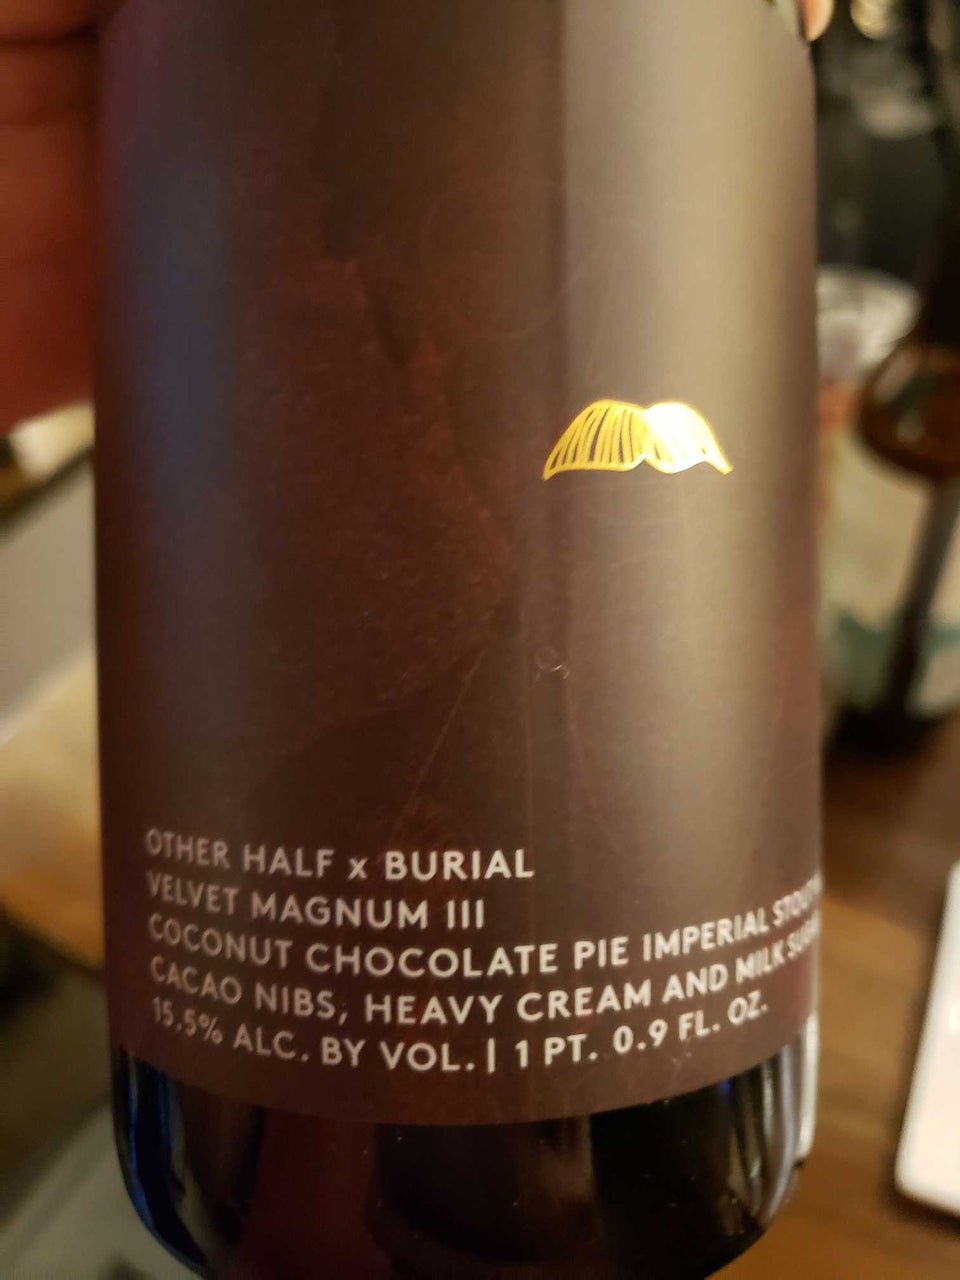 OTHER HALF x BURIAL
VELVET MAGNUM III
COCONUT CHOCOLATE PIE IMPERIAL STOUT
CACAO NIBS, HEAVY CREAM AND MILK
15.5% ALC. BY VOL. | 1 PT. 0.9 FL. OZ.